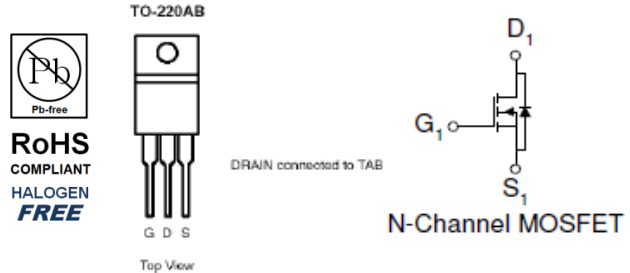 TO-220AB
Pb
Pb-free
RoHS
COMPLIANT
HALOGEN
FREE
DRAIN connected to TAB
G D S
Top View
D1
G1
S1
N-Channel MOSFET